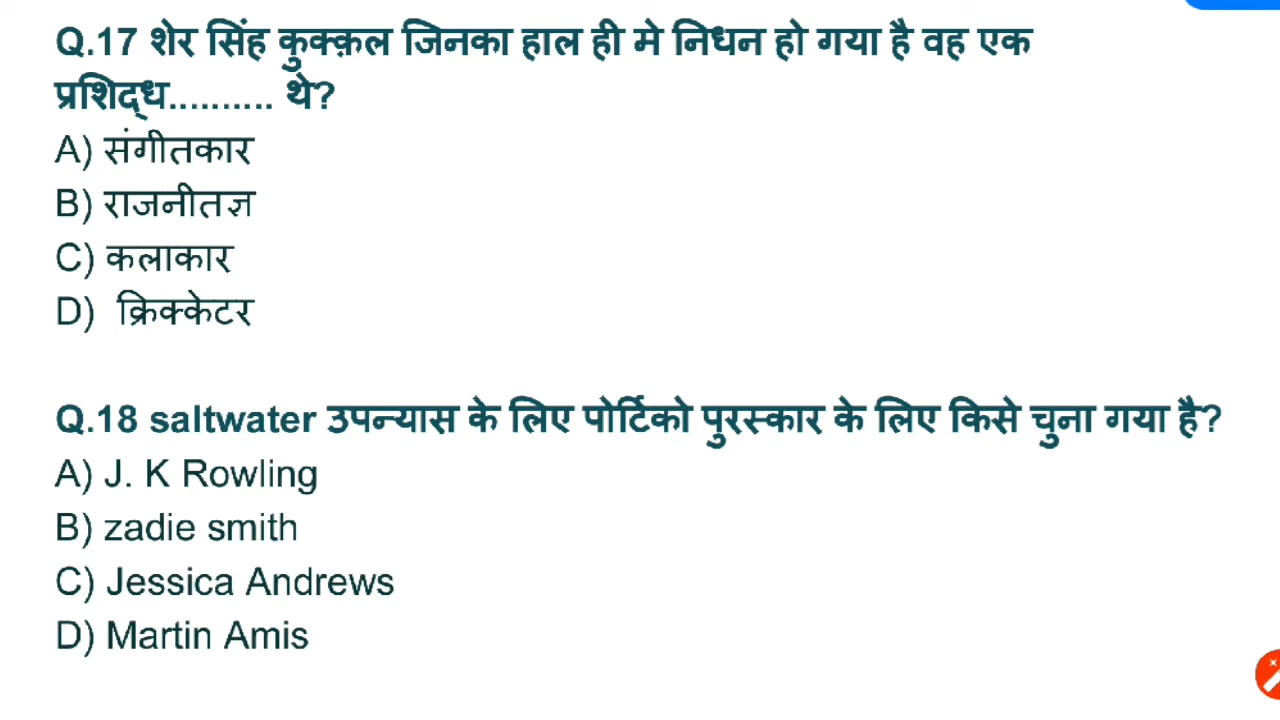 Q.17 शेर सिंह कुक्क़ल जिनका हाल ही मे निधन हो गया है वह एक
प्रशिद्ध.......... थे?
A) संगीतकार
B) राजनीतज्ञ
C) कलाकार
D) क्रिक्केटर
Q.18 saltwater उपन्यास के लिए पोर्टिको पुरस्कार के लिए किसे चुना गया है?
A) J. K Rowling
B) zadie smith
C) Jessica Andrews
D) Martin Amis